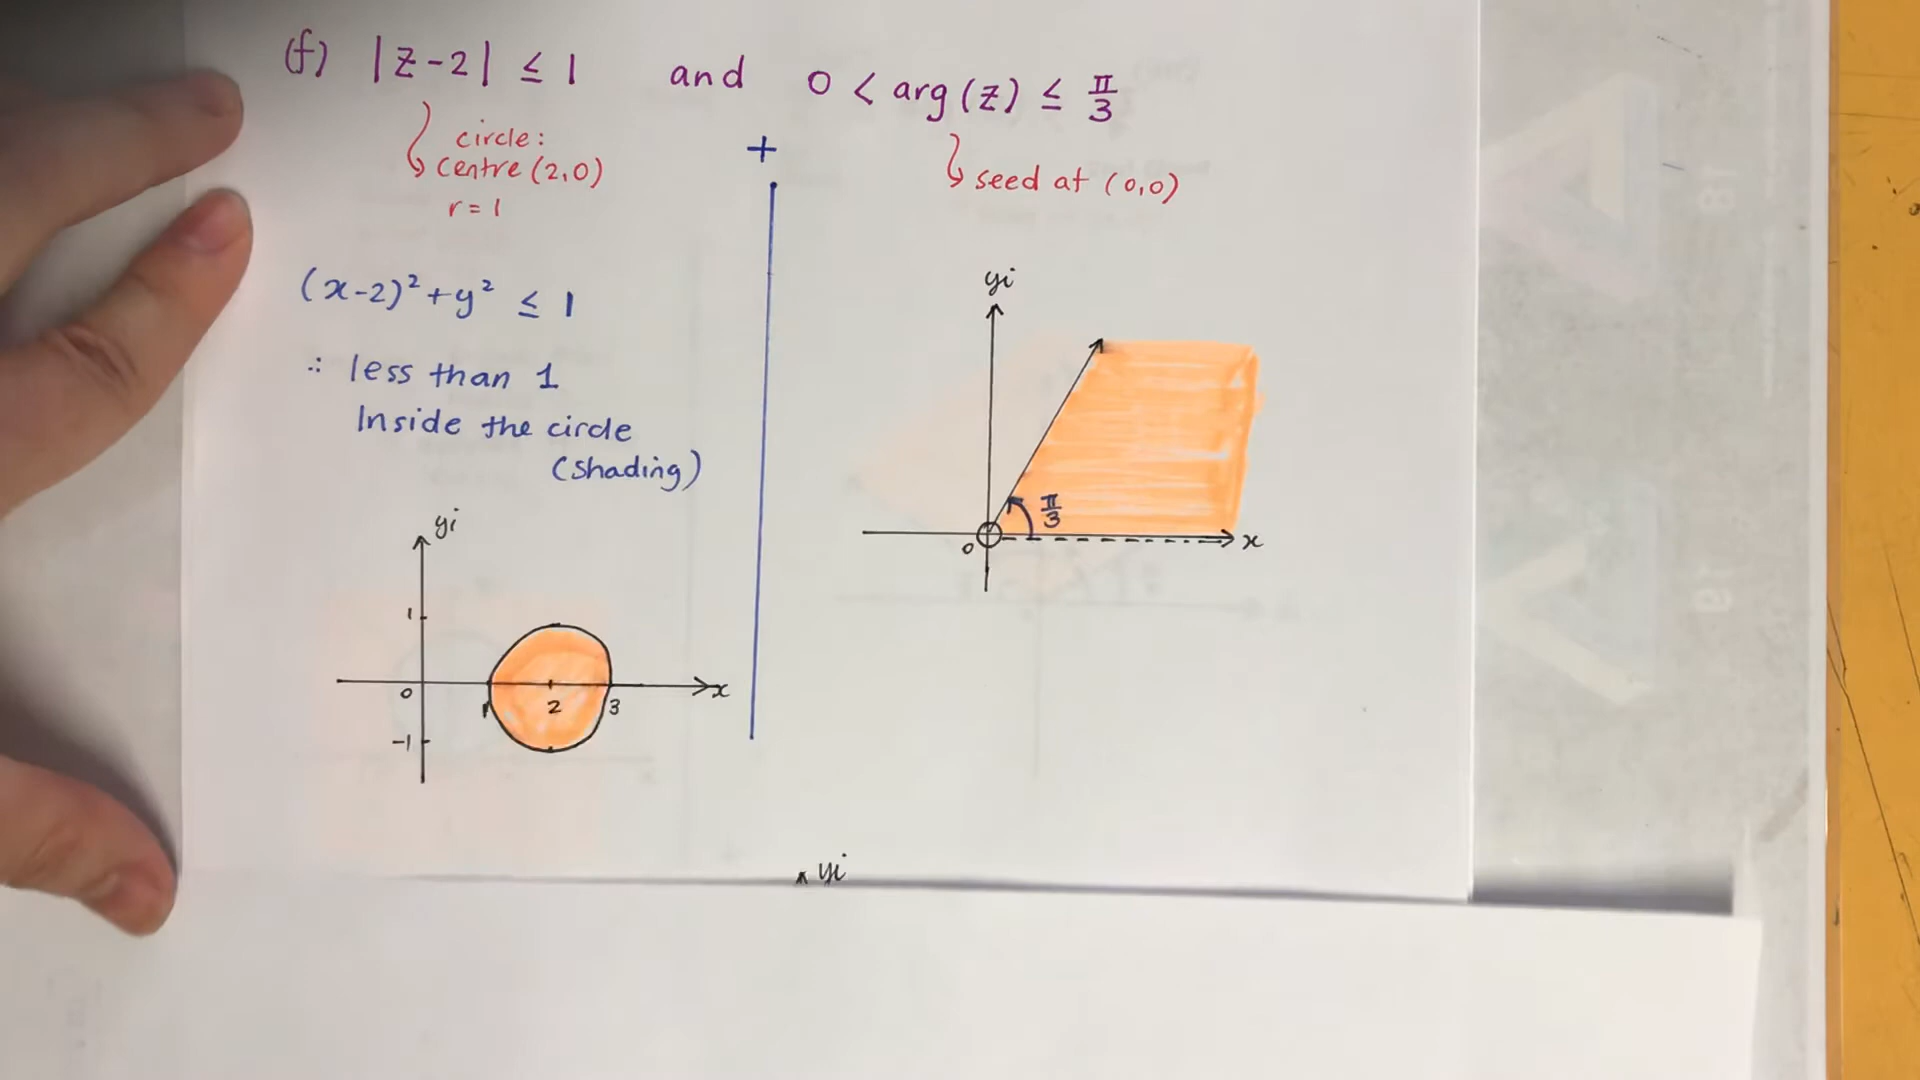 (f) |z-2| ≤ 1 and 0 < arg(z) ≤ π/3
circle:
centre (2,0)
r = 1
+
seed at (0,0)
(x-2)² + y² ≤ 1
∴ less than 1
Inside the circle
(shading)
yi
1
0
1
2
3
x
-1
yi
π/3
0
x
yi